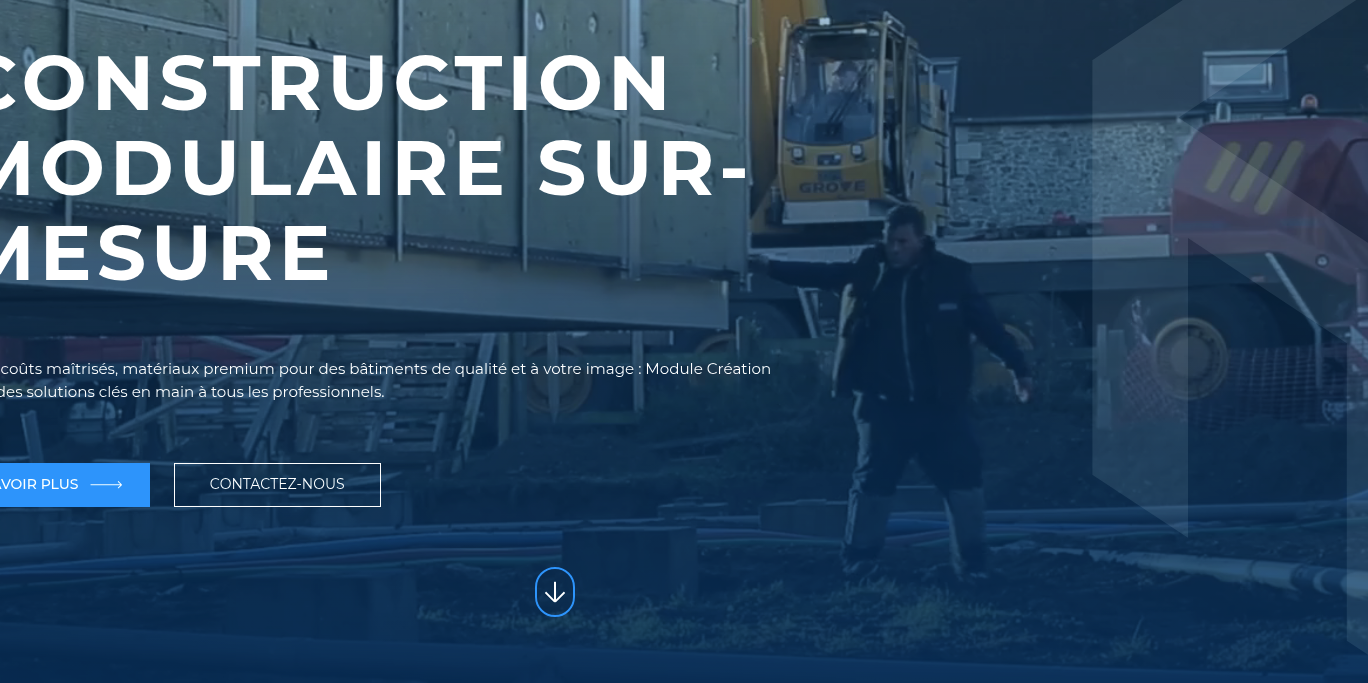 CONSTRUCTION
MODULAIRE SUR-
MESURE
GROVE
coûts maîtrisés, matériaux premium pour des bâtiments de qualité et à votre image : Module Création
des solutions clés en main à tous les professionnels.
AVOIR PLUS
CONTACTEZ-NOUS